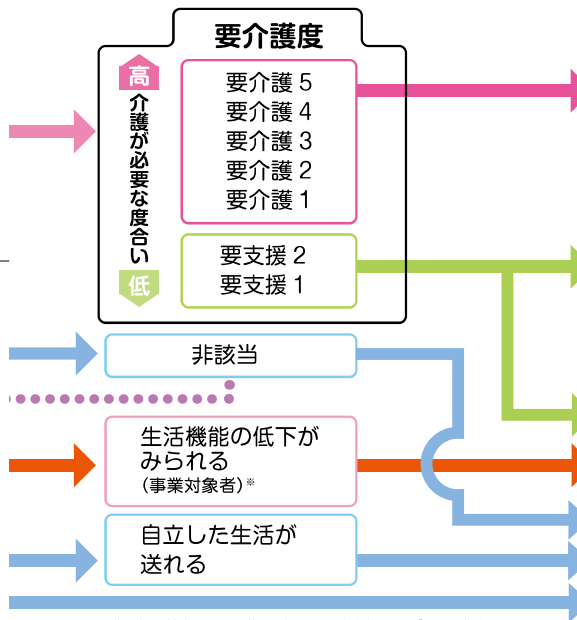 要介護度
高
介護が必要な度合い
低
要介護 5
要介護 4
要介護 3
要介護 2
要介護 1
要支援 2
要支援 1
非該当
生活機能の低下が
みられる
(事業対象者)※
自立した生活が
送れる